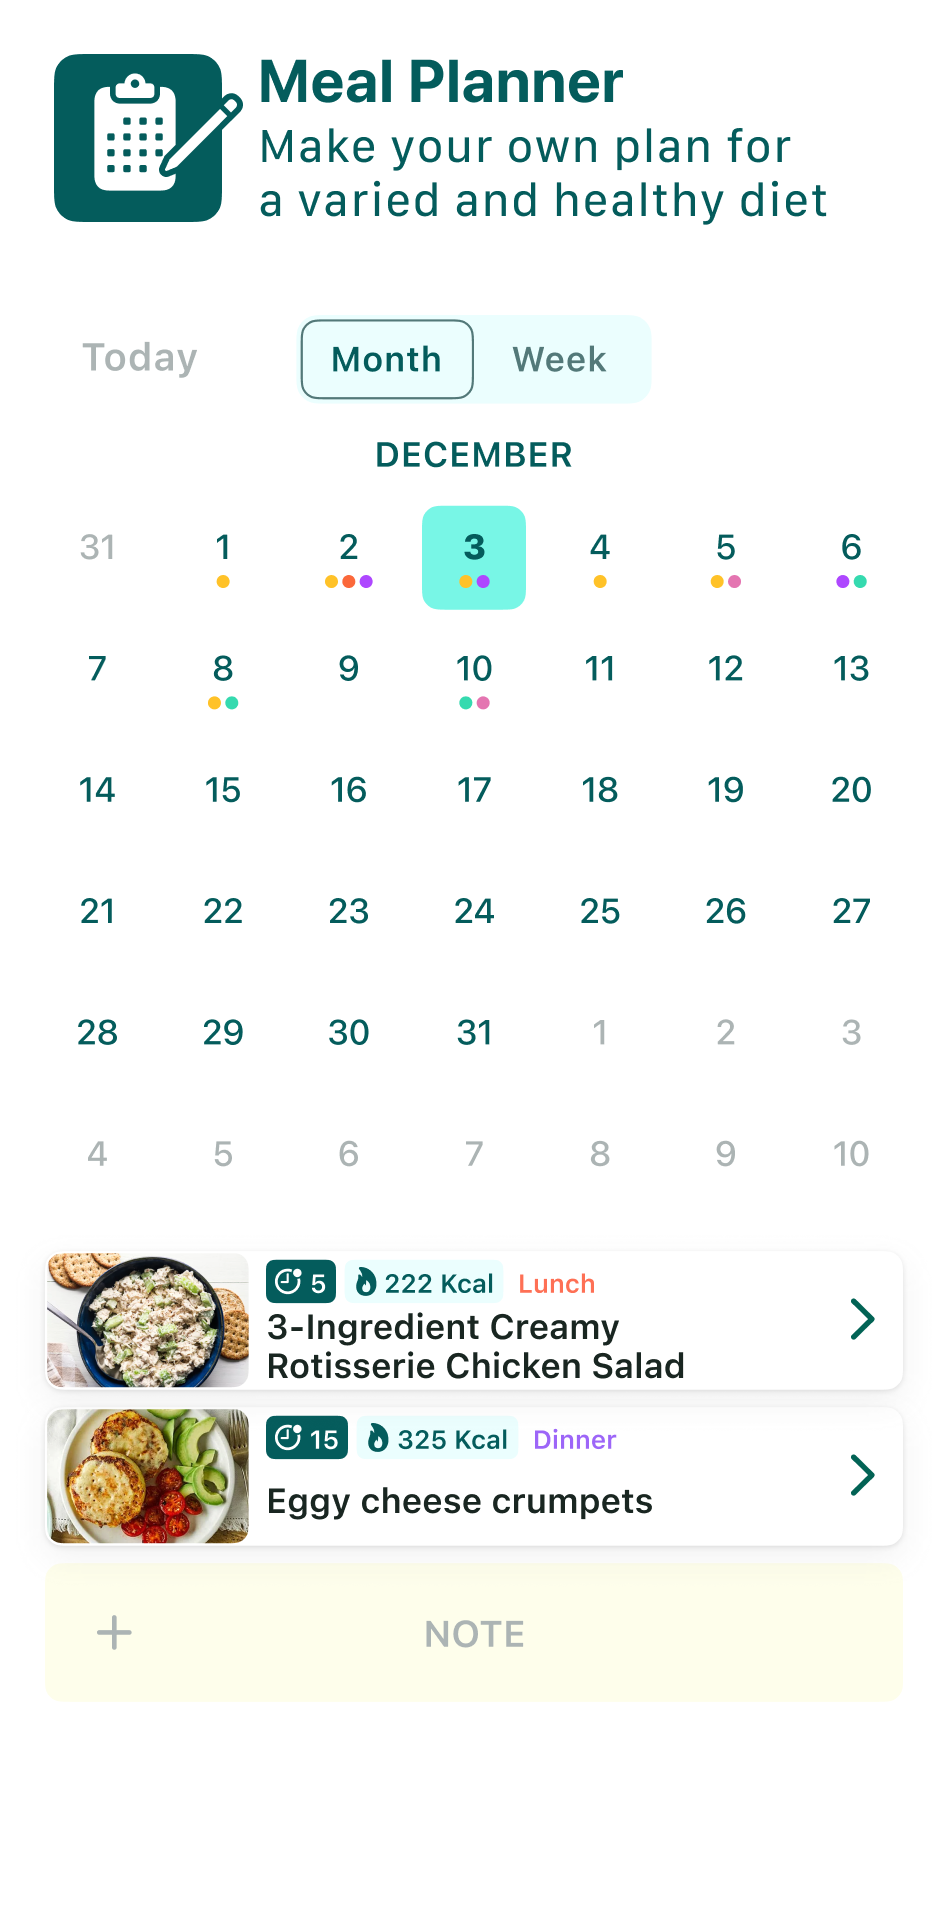 Meal Planner
Make your own plan for
a varied and healthy diet
Today
Month
Week
DECEMBER
31 1 2 3 4 5 6
7 8 9 10 11 12 13
14 15 16 17 18 19 20
21 22 23 24 25 26 27
28 29 30 31 1 2 3
4 5 6 7 8 9 10
5 222 Kcal Lunch
3-Ingredient Creamy
Rotisserie Chicken Salad
15 325 Kcal Dinner
Eggy cheese crumpets
NOTE